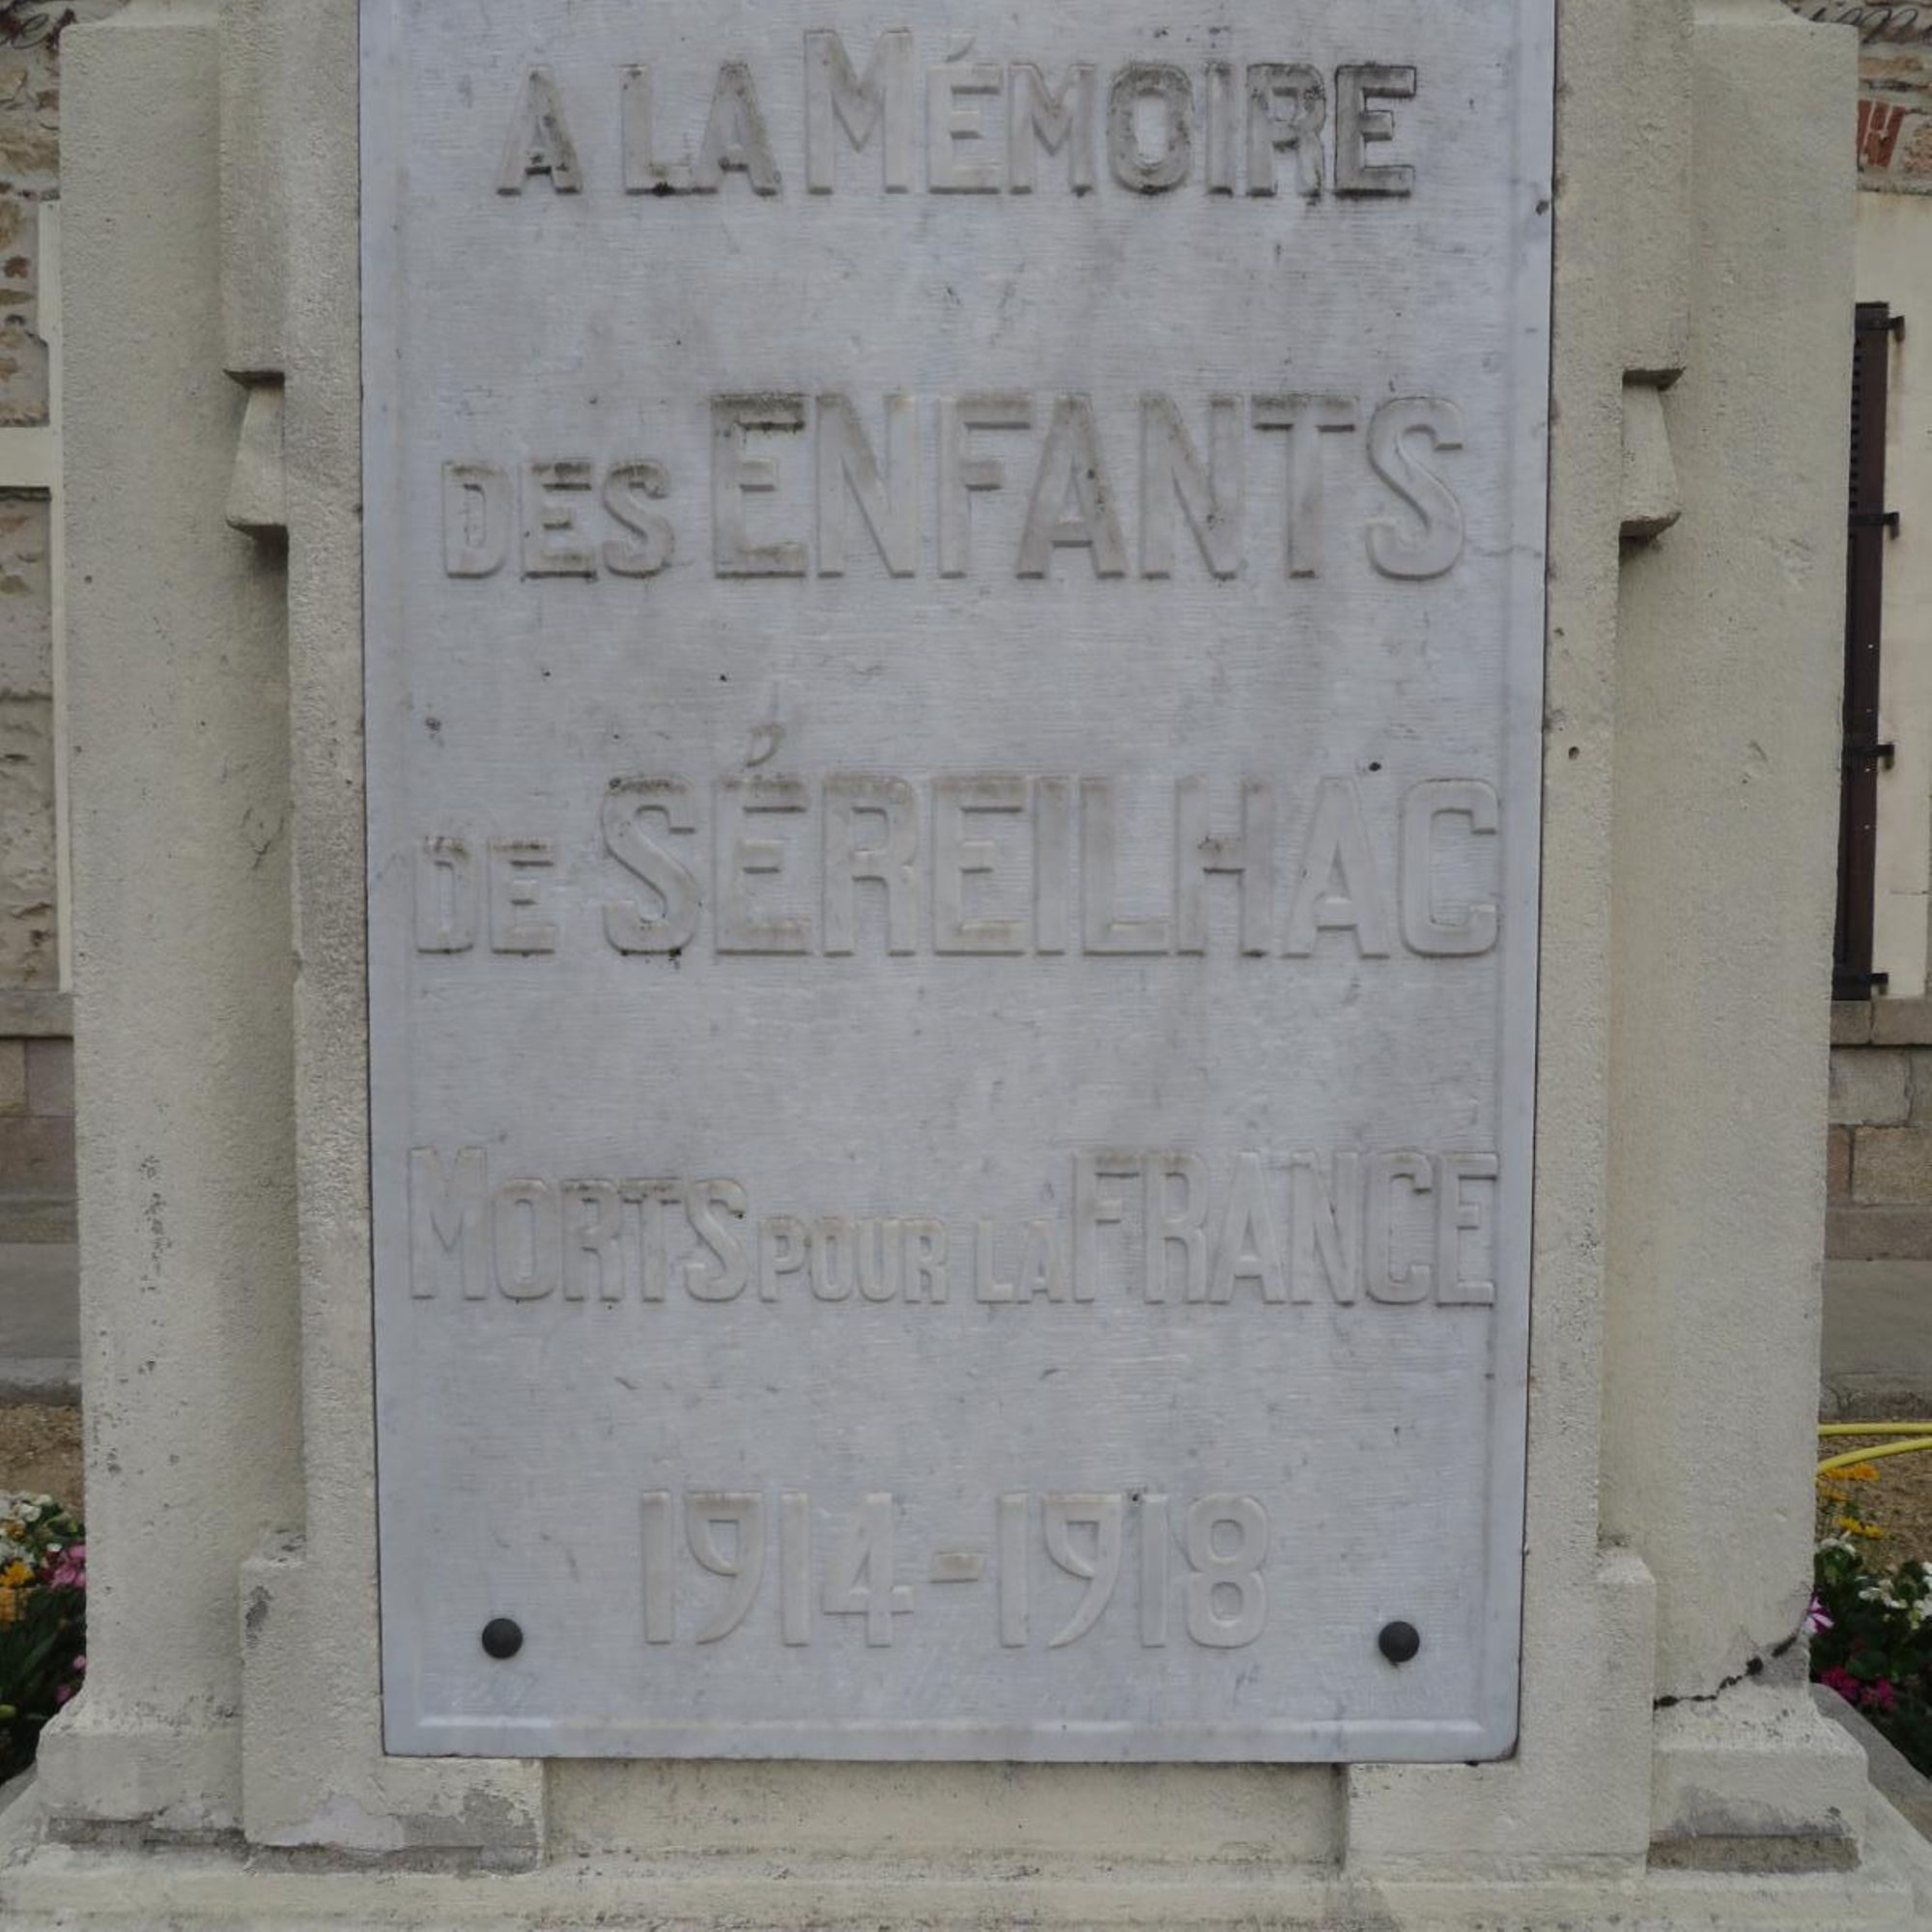 A LA MÉMOIRE
DES ENFANTS
DE SÉREILHAC
MORTS POUR LA FRANCE
1914-1918